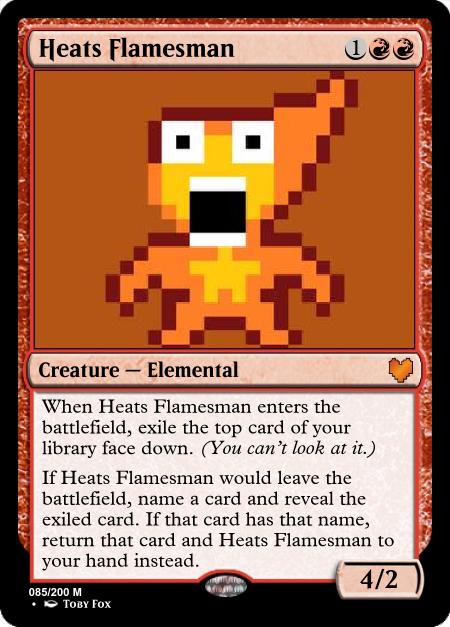 Heats Flamesman 1
Creature — Elemental
When Heats Flamesman enters the
battlefield, exile the top card of your
library face down. (You can't look at it.)
If Heats Flamesman would leave the
battlefield, name a card and reveal the
exiled card. If that card has that name,
return that card and Heats Flamesman to
your hand instead.
4/2
085/200 M
• Toby Fox